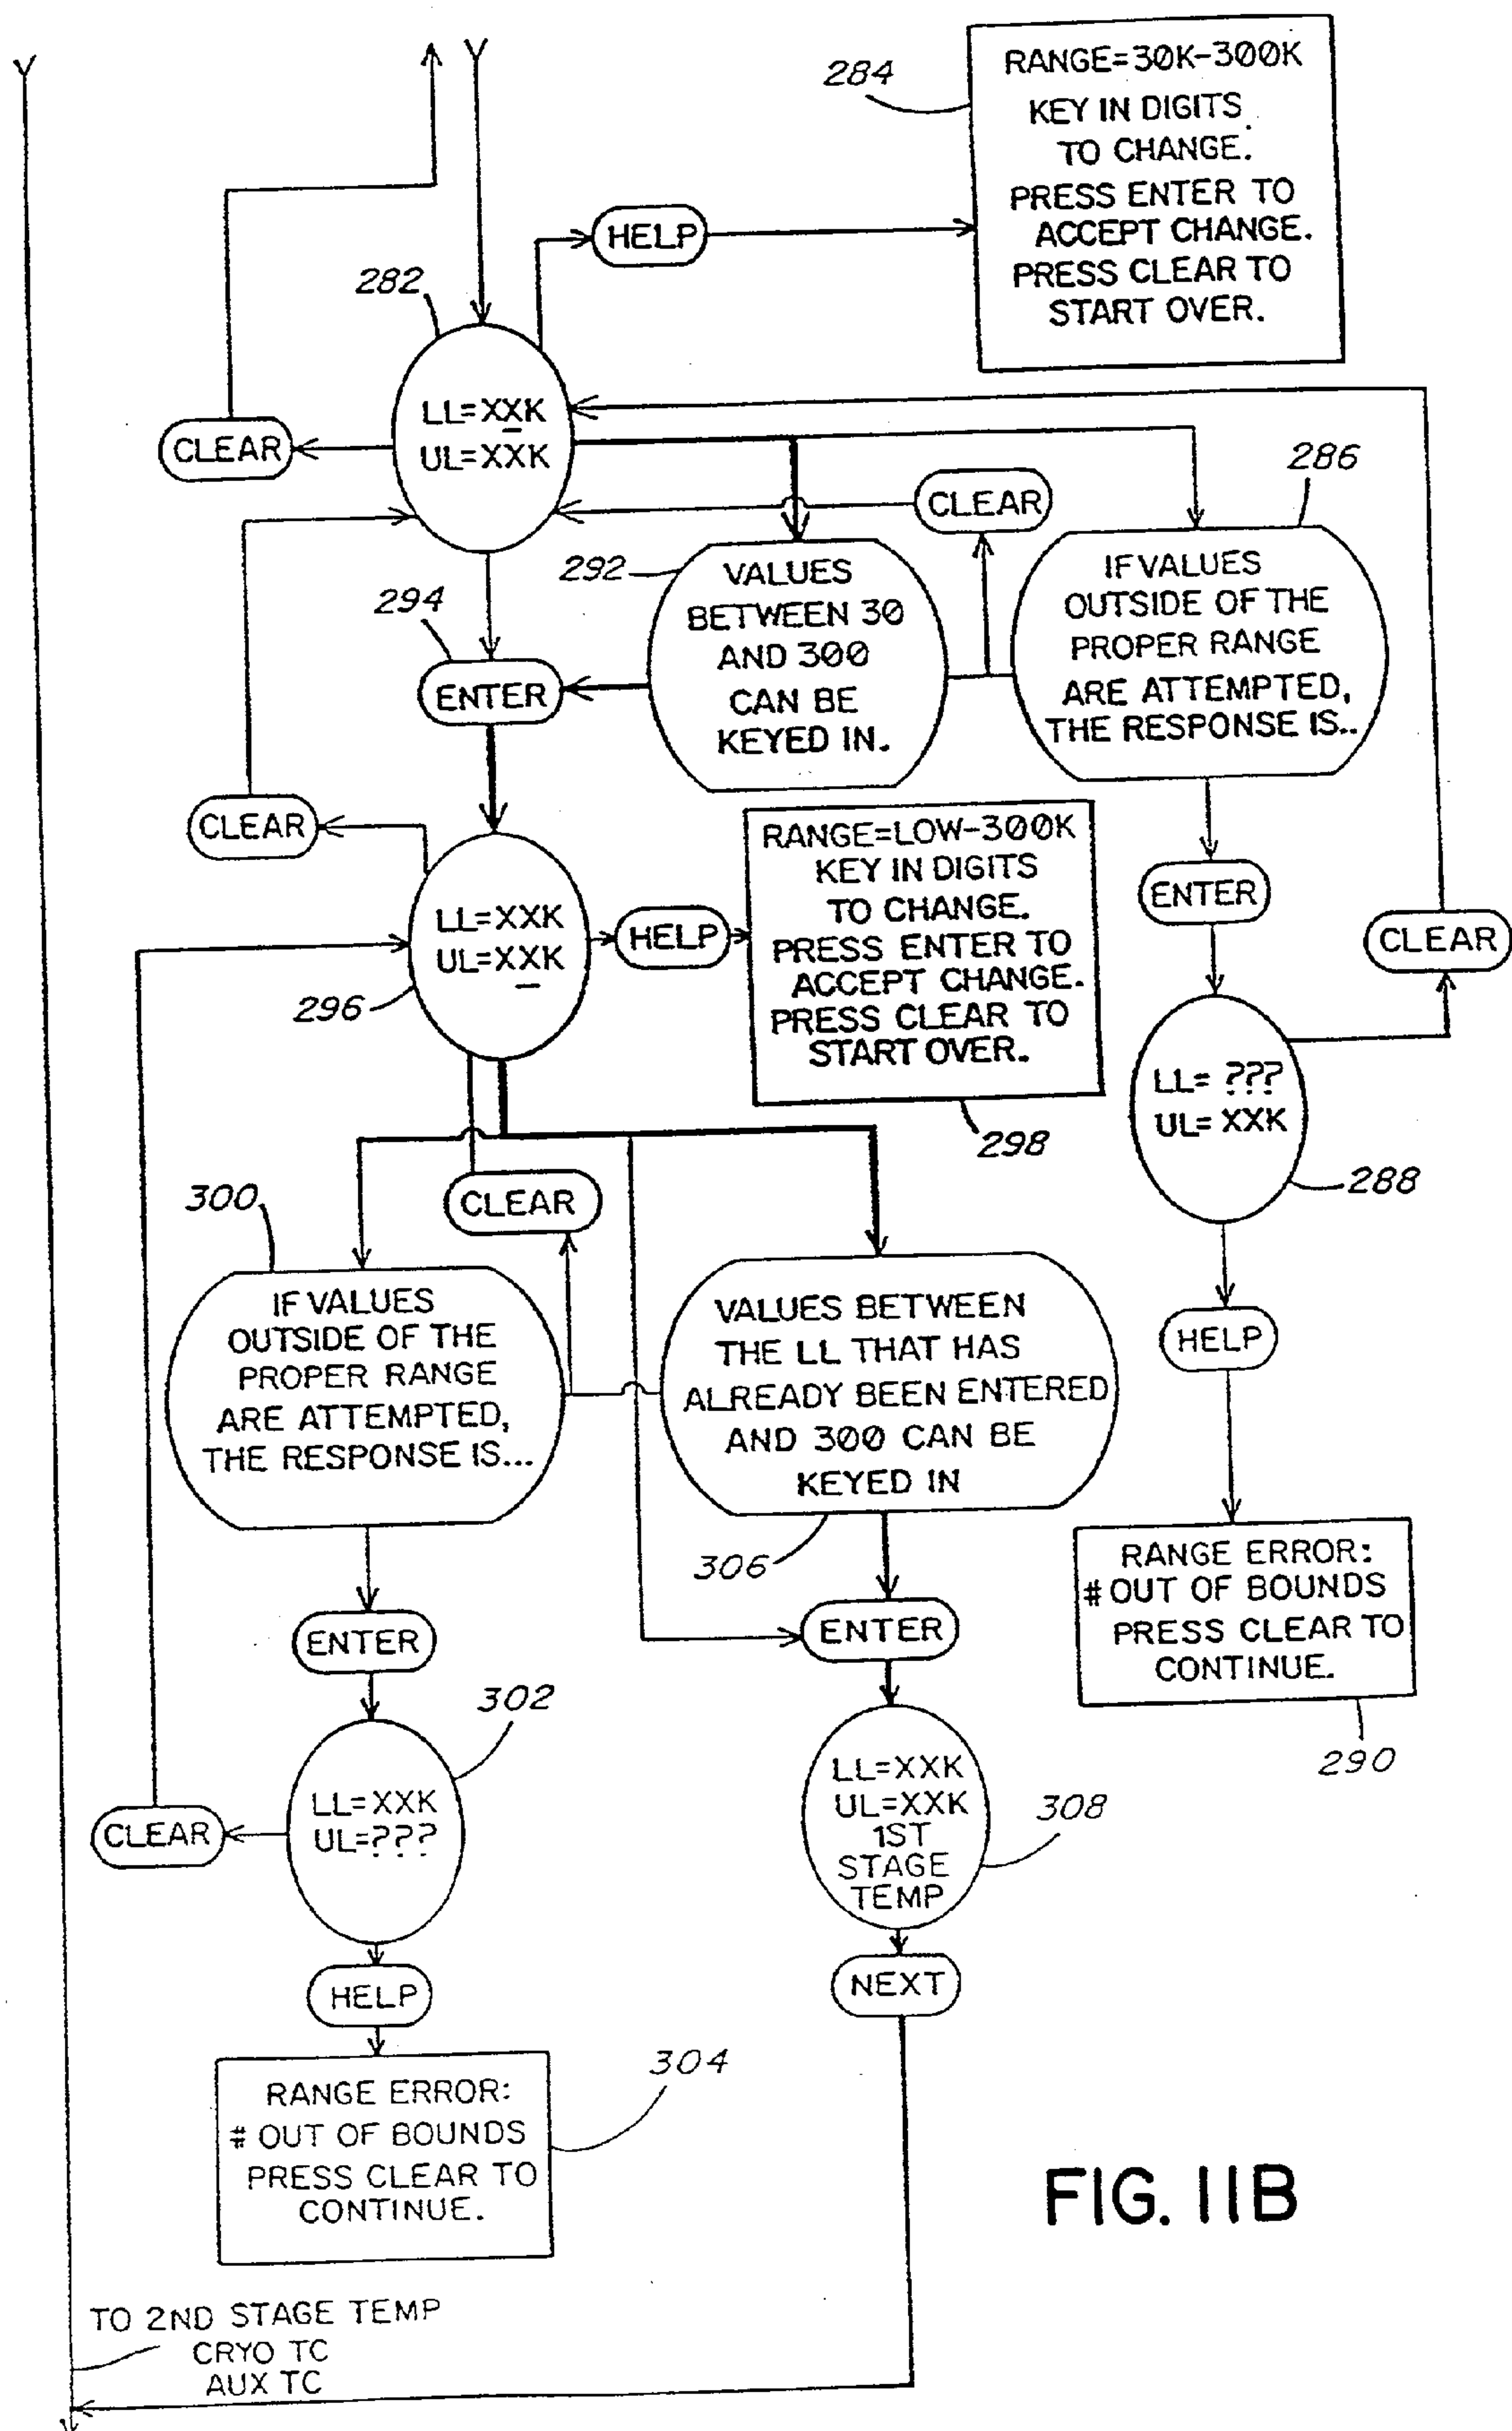 284
RANGE=30K-300K
KEY IN DIGITS
TO CHANGE.
PRESS ENTER TO
ACCEPT CHANGE.
PRESS CLEAR TO
START OVER.
HELP
282
LL=XXK
UL=XXK
CLEAR
286
CLEAR
292
VALUES
BETWEEN 30
AND 300
CAN BE
KEYED IN.
IF VALUES
OUTSIDE OF THE
PROPER RANGE
ARE ATTEMPTED,
THE RESPONSE IS..
294
ENTER
CLEAR
RANGE=LOW-300K
KEY IN DIGITS
TO CHANGE.
PRESS ENTER TO
ACCEPT CHANGE.
PRESS CLEAR TO
START OVER.
ENTER
LL=XXK
UL=XXK
HELP
CLEAR
296
298
LL= ???
UL= XXK
288
300
CLEAR
IF VALUES
OUTSIDE OF THE
PROPER RANGE
ARE ATTEMPTED,
THE RESPONSE IS...
VALUES BETWEEN
THE LL THAT HAS
ALREADY BEEN ENTERED
AND 300 CAN BE
KEYED IN
HELP
306
RANGE ERROR:
# OUT OF BOUNDS
PRESS CLEAR TO
CONTINUE.
ENTER
ENTER
302
290
LL=XXK
UL=???
CLEAR
LL=XXK
UL=XXK
1ST
STAGE
TEMP
308
HELP
NEXT
304
RANGE ERROR:
# OUT OF BOUNDS
PRESS CLEAR TO
CONTINUE.
FIG. 11B
TO 2ND STAGE TEMP
CRYO TC
AUX TC